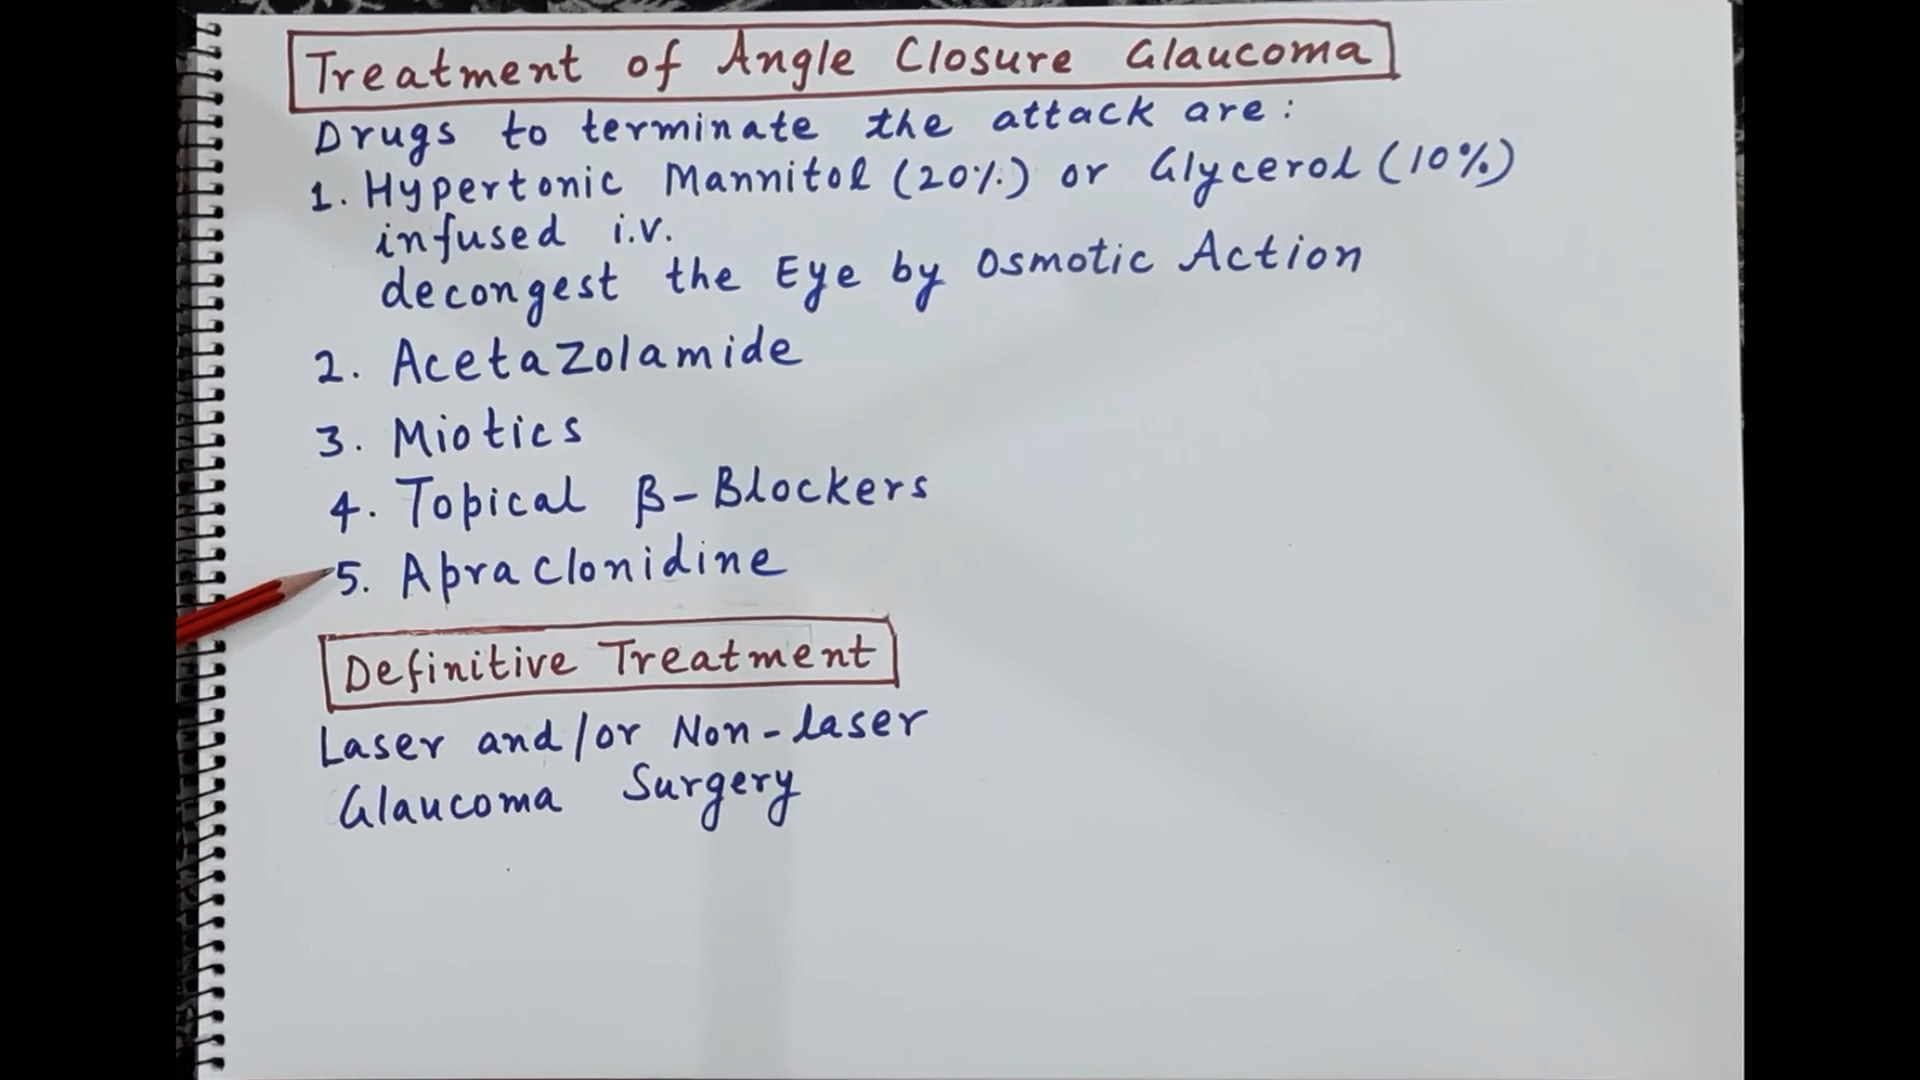 Treatment of Angle Closure Glaucoma
Drugs to terminate the attack are:
1. Hypertonic Mannitol (20%) or Glycerol (10%)
infused i.v.
decongest the Eye by Osmotic Action
2. Acetazolamide
3. Miotics
4. Topical β-Blockers
5. Apraclonidine
Definitive Treatment
Laser and/or Non-laser
Glaucoma Surgery